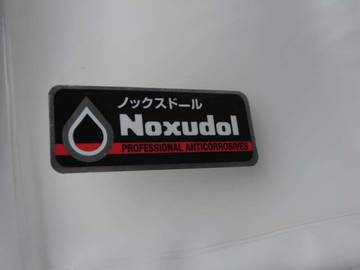 ノックスドール
Noxudol
PROFESSIONAL ANTICORROSIVES